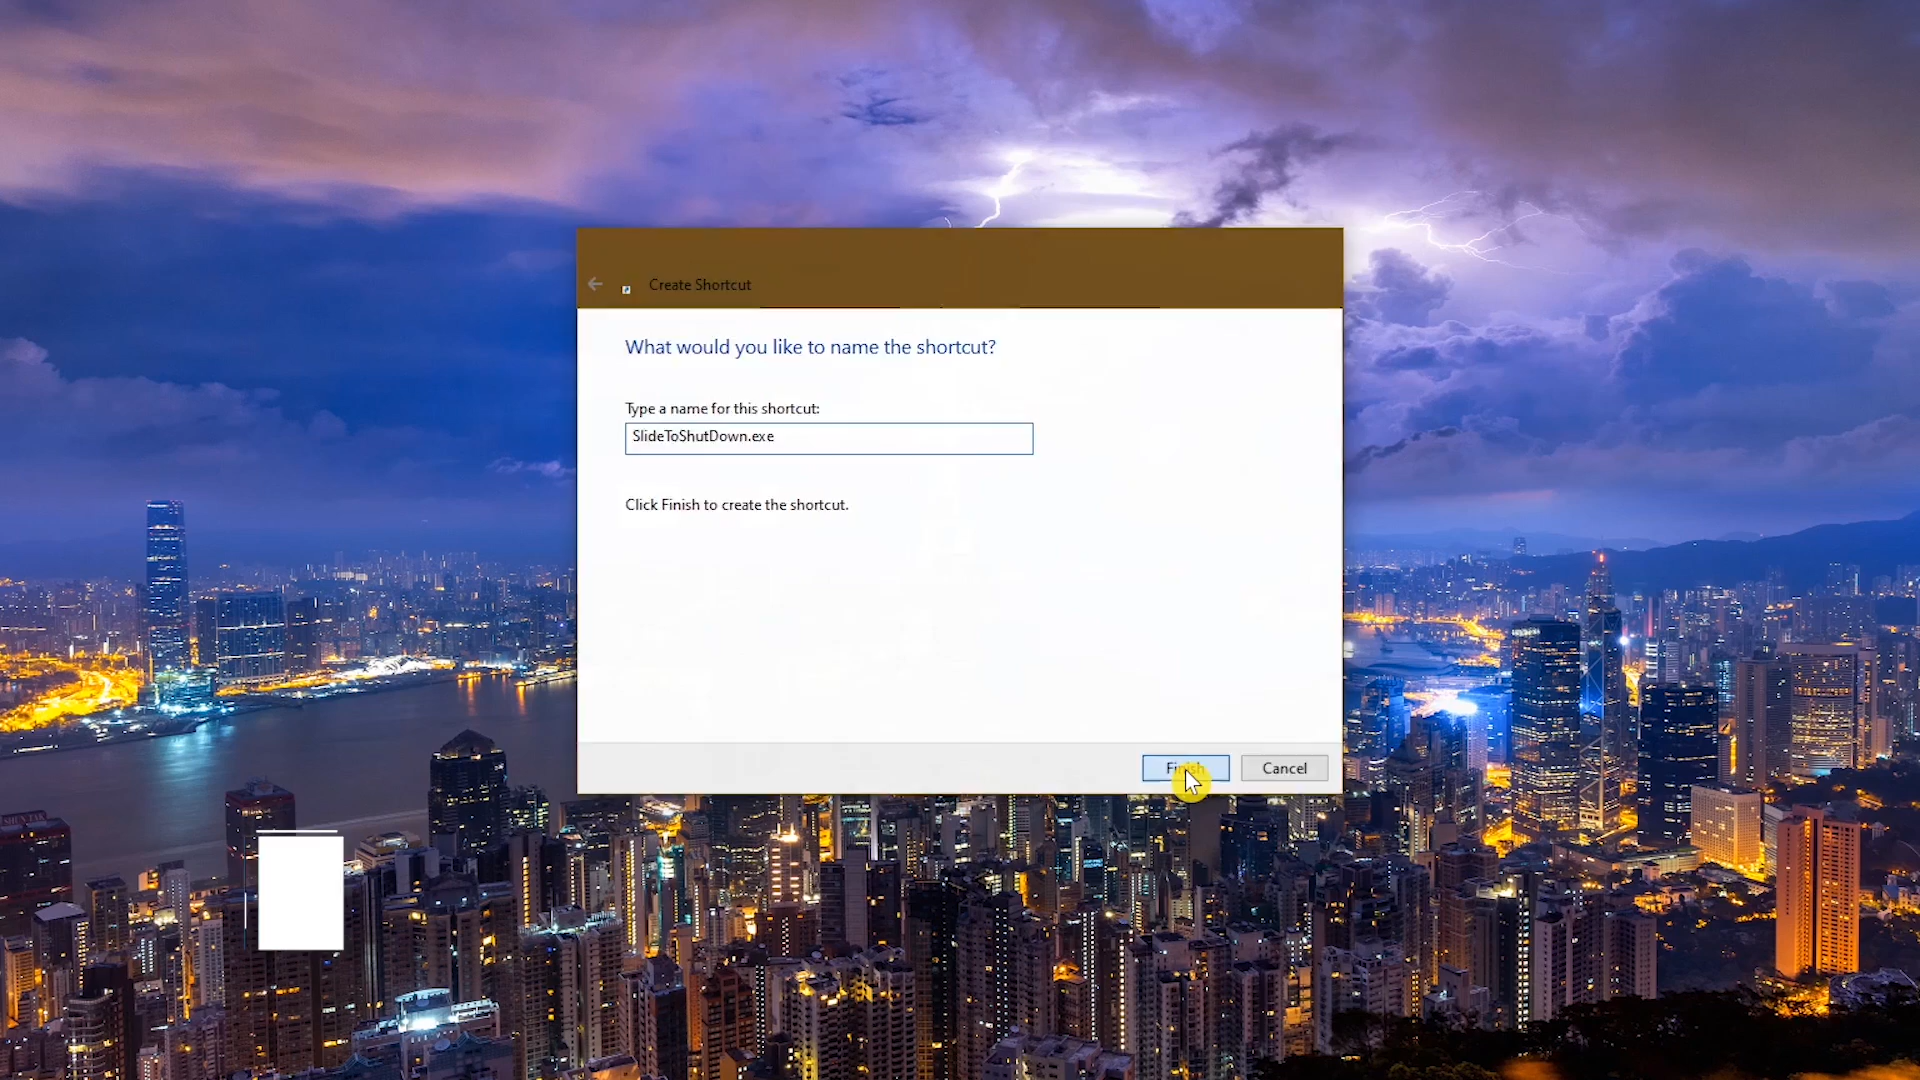 Create Shortcut
What would you like to name the shortcut?
Type a name for this shortcut:
SlideToShutDown.exe
Click Finish to create the shortcut.
Finish
Cancel